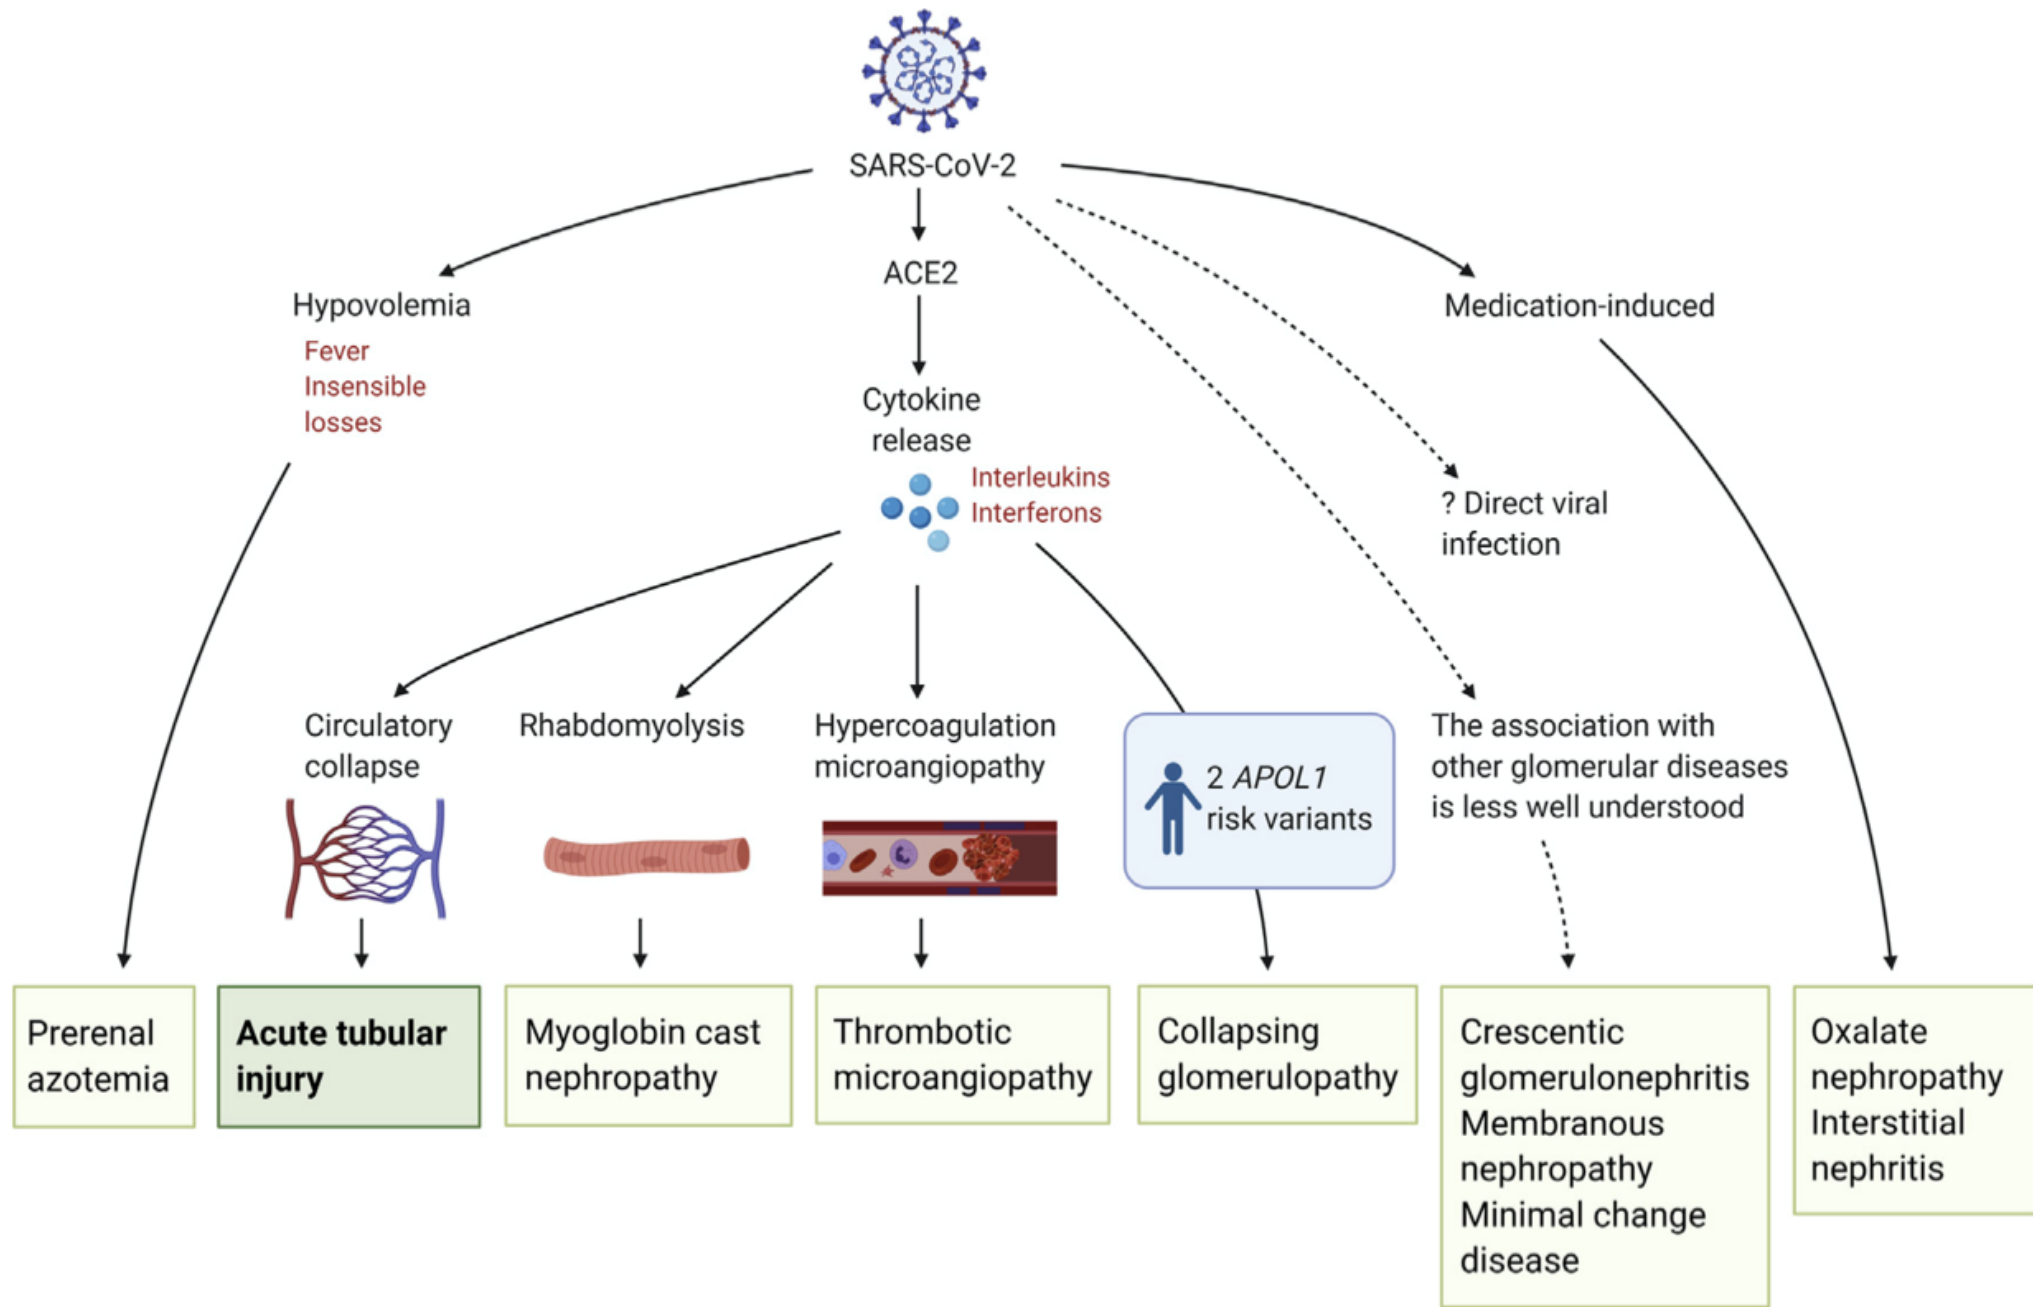 SARS-CoV-2
ACE2
Hypovolemia
Fever
Insensible
losses
Medication-induced
Cytokine
release
Interleukins
Interferons
? Direct viral
infection
Circulatory
collapse
Rhabdomyolysis
Hypercoagulation
microangiopathy
2 APOL1
risk variants
The association with
other glomerular diseases
is less well understood
Prerenal
azotemia
Acute tubular
injury
Myoglobin cast
nephropathy
Thrombotic
microangiopathy
Collapsing
glomerulopathy
Crescentic
glomerulonephritis
Membranous
nephropathy
Minimal change
disease
Oxalate
nephropathy
Interstitial
nephritis